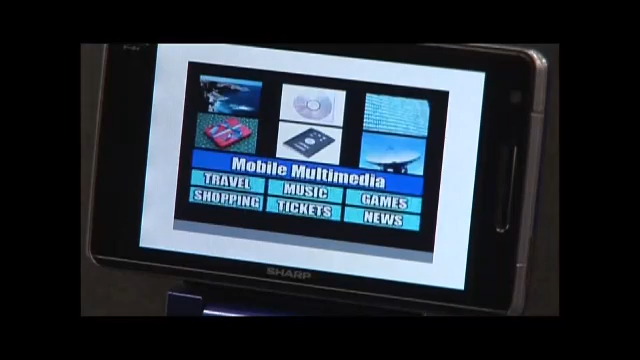 Mobile Multimedia
TRAVEL MUSIC GAMES
SHOPPING TICKETS NEWS
SHARP